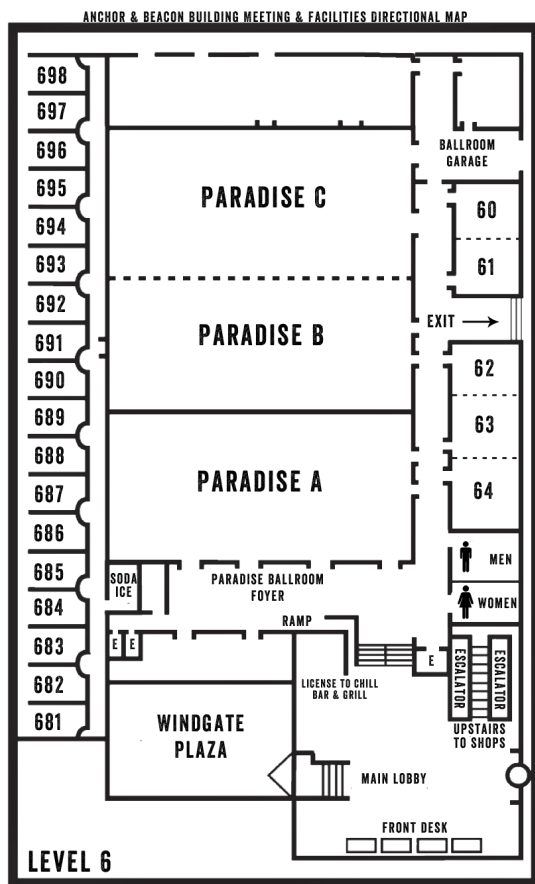 ANCHOR & BEACON BUILDING MEETING & FACILITIES DIRECTIONAL MAP
698
697
696
695
694
693
692
691
690
689
688
687
686
685
684
683
682
681
BALLROOM
GARAGE
PARADISE C
60
61
EXIT
PARADISE B
62
63
PARADISE A
64
MEN
SODA
ICE
PARADISE BALLROOM
FOYER
WOMEN
RAMP
E
E
E
ESCALATOR
ESCALATOR
LICENSE TO CHILL
BAR & GRILL
WINDGATE
PLAZA
UPSTAIRS
TO SHOPS
MAIN LOBBY
FRONT DESK
LEVEL 6